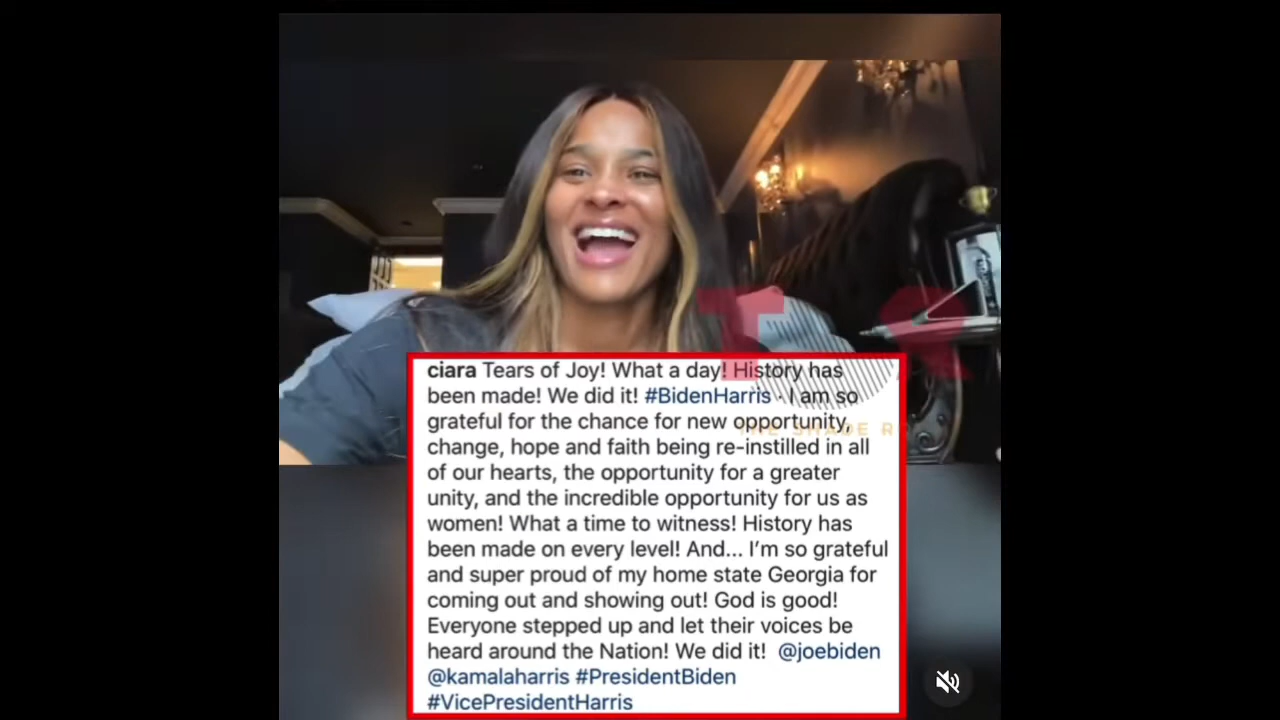 T S R
THE SHADE R
ciara Tears of Joy! What a day! History has
been made! We did it! #BidenHarris - I am so
grateful for the chance for new opportunity,
change, hope and faith being re-instilled in all
of our hearts, the opportunity for a greater
unity, and the incredible opportunity for us as
women! What a time to witness! History has
been made on every level! And... I'm so grateful
and super proud of my home state Georgia for
coming out and showing out! God is good!
Everyone stepped up and let their voices be
heard around the Nation! We did it! @joebiden
@kamalaharris #PresidentBiden
#VicePresidentHarris